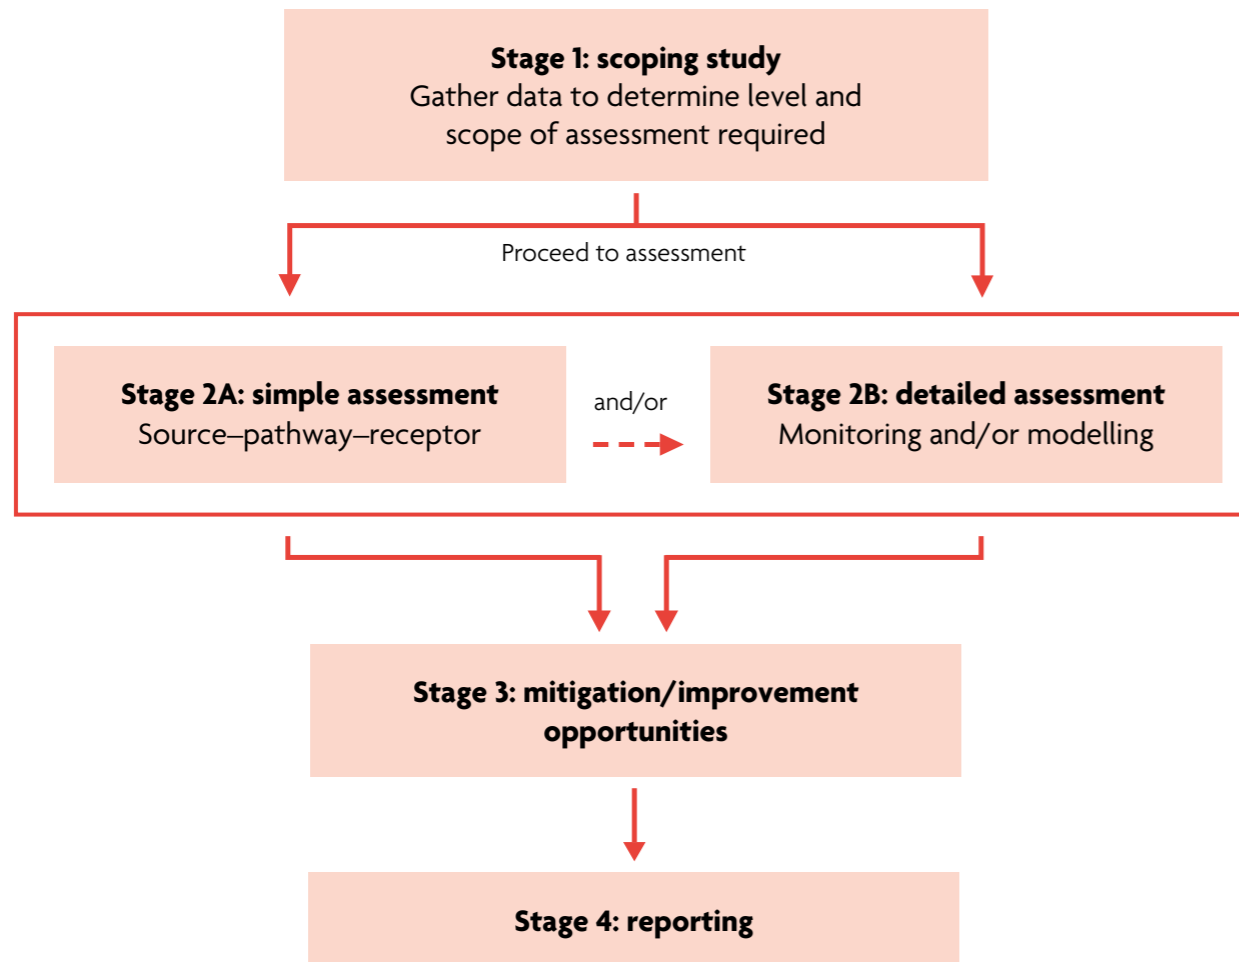 Stage 1: scoping study
Gather data to determine level and
scope of assessment required
Proceed to assessment
Stage 2A: simple assessment
Source–pathway–receptor
and/or
Stage 2B: detailed assessment
Monitoring and/or modelling
Stage 3: mitigation/improvement
opportunities
Stage 4: reporting